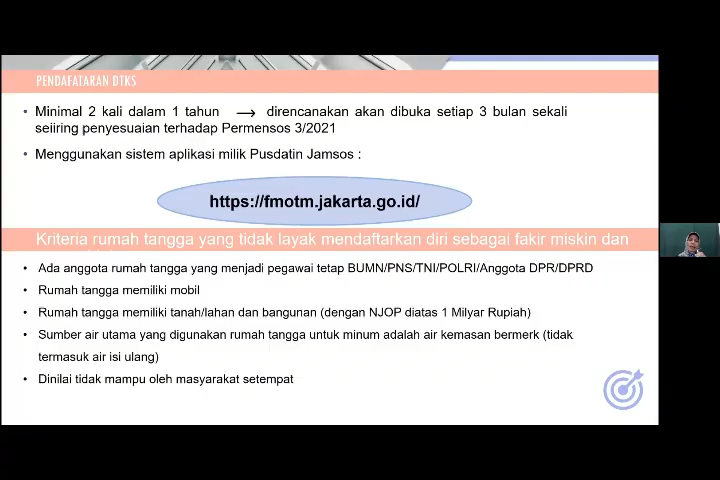 PENDAFATARAN DTKS
• Minimal 2 kali dalam 1 tahun → direncanakan akan dibuka setiap 3 bulan sekali
seiiring penyesuaian terhadap Permensos 3/2021
• Menggunakan sistem aplikasi milik Pusdatin Jamsos :
https://fmotm.jakarta.go.id/
Kriteria rumah tangga yang tidak layak mendaftarkan diri sebagai fakir miskin dan
• Ada anggota rumah tangga yang menjadi pegawai tetap BUMN/PNS/TNI/POLRI/Anggota DPR/DPRD
• Rumah tangga memiliki mobil
• Rumah tangga memiliki tanah/lahan dan bangunan (dengan NJOP diatas 1 Milyar Rupiah)
• Sumber air utama yang digunakan rumah tangga untuk minum adalah air kemasan bermerk (tidak
termasuk air isi ulang)
• Dinilai tidak mampu oleh masyarakat setempat